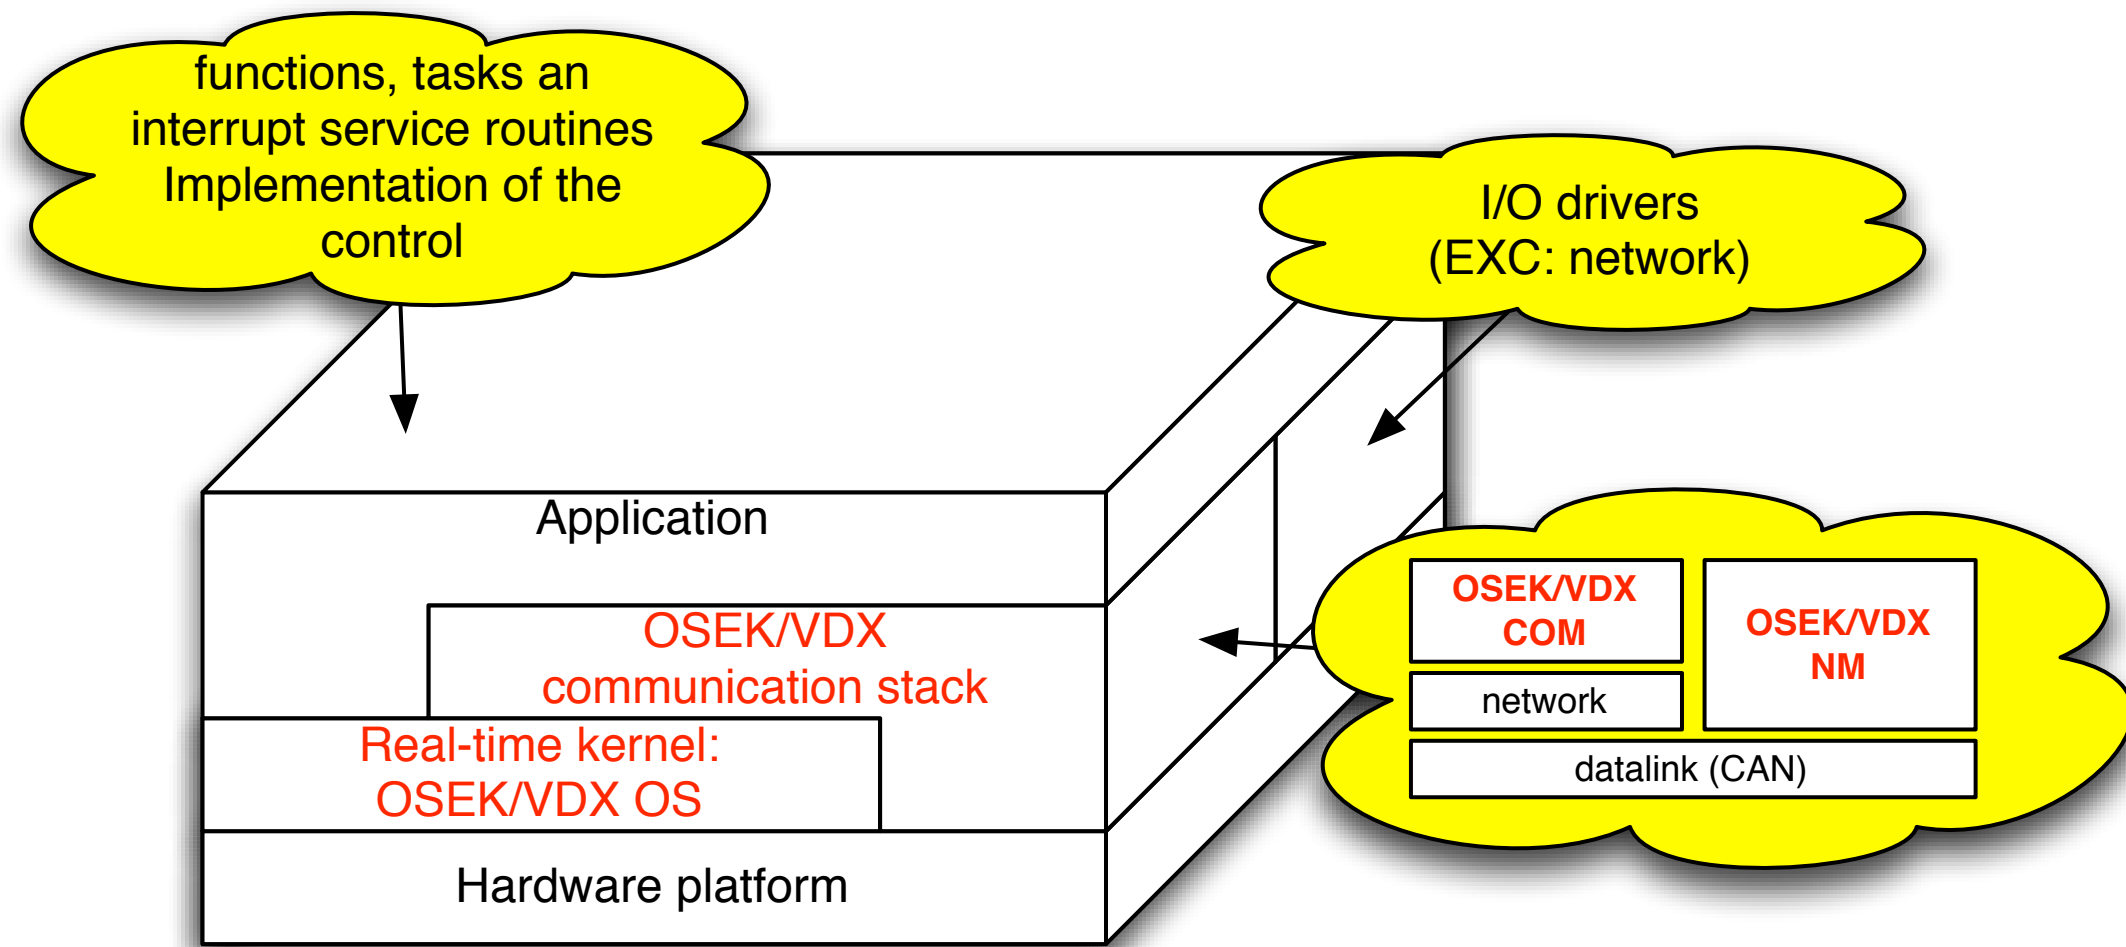 functions, tasks an
interrupt service routines
Implementation of the
control
I/O drivers
(EXC: network)
Application
OSEK/VDX
communication stack
Real-time kernel:
OSEK/VDX OS
Hardware platform
OSEK/VDX
COM
OSEK/VDX
NM
network
datalink (CAN)